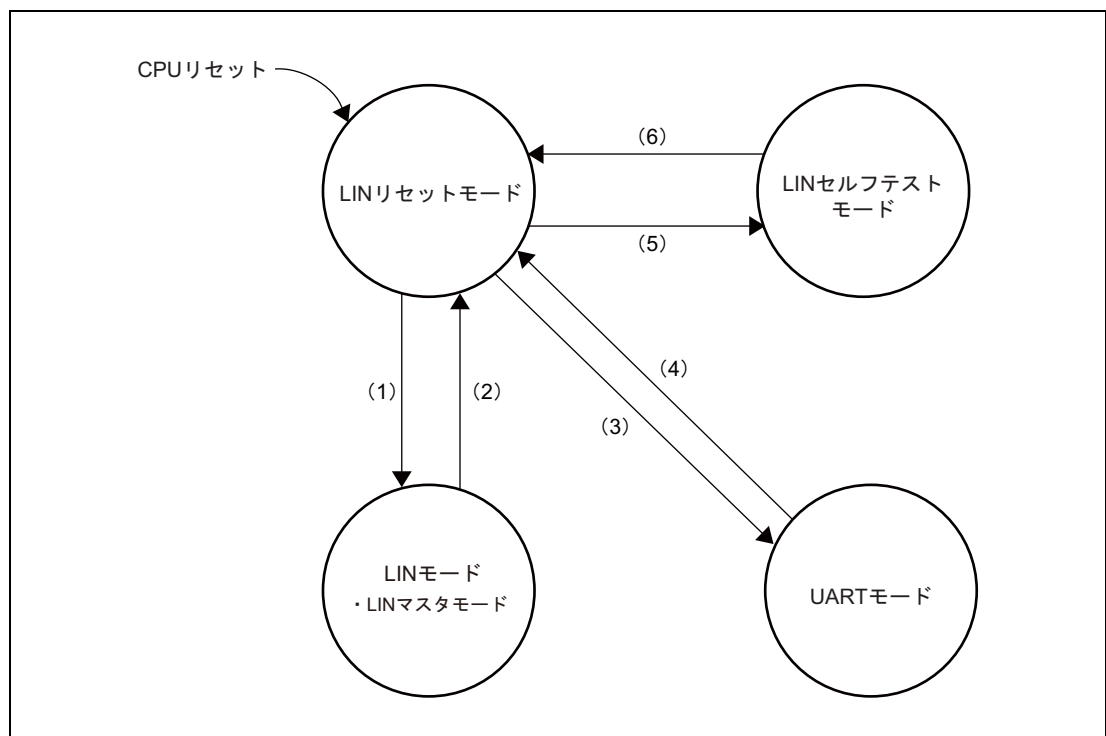 CPUリセット
(6)
LINリセットモード
LINセルフテスト
モード
(5)
(4)
(1)
(2)
(3)
LINモード
・LINマスタモード
UARTモード